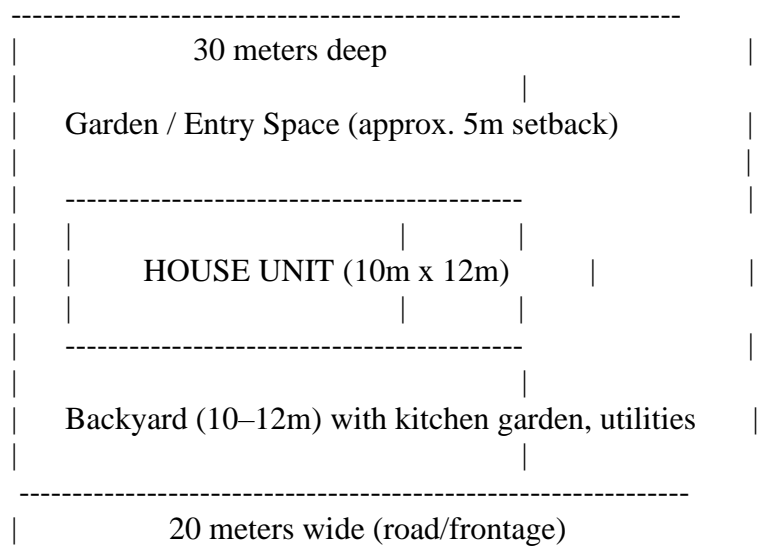 ---------------------------------------------------------------
| 30 meters deep |
| |
| Garden / Entry Space (approx. 5m setback) |
| |
| ------------------------------------------- |
| | | |
| | HOUSE UNIT (10m x 12m) | |
| | | |
| ------------------------------------------- |
| |
| Backyard (10–12m) with kitchen garden, utilities |
| |
---------------------------------------------------------------
| 20 meters wide (road/frontage)